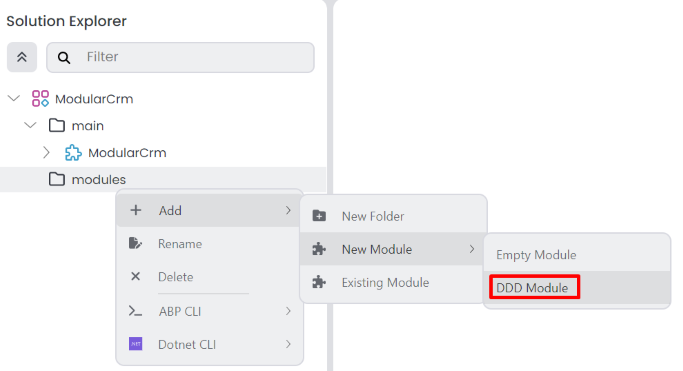 Solution Explorer
Filter
ModularCrm
main
ModularCrm
modules
Add
Rename
Delete
ABP CLI
.NET
Dotnet CLI
New Folder
New Module
Existing Module
Empty Module
DDD Module